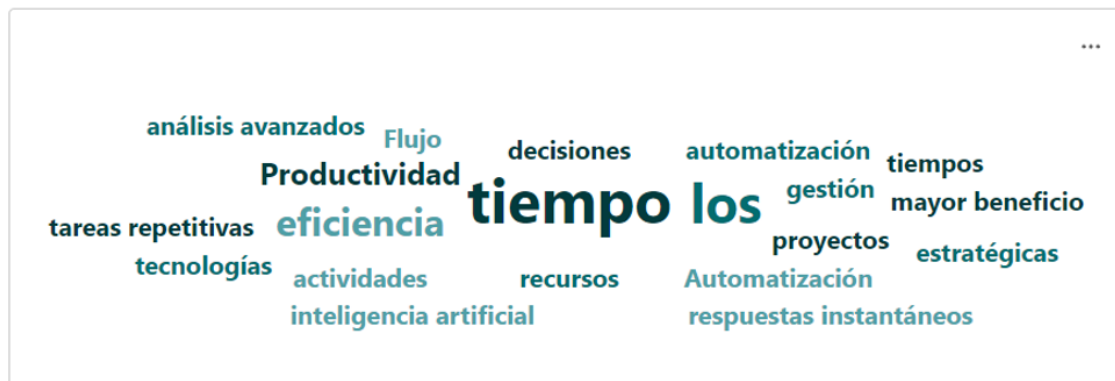 ...
análisis avanzados
Flujo
decisiones
automatización
tiempos
Productividad
tiempo
los
gestión
mayor beneficio
tareas repetitivas
eficiencia
proyectos
estratégicas
tecnologías
actividades
recursos
Automatización
inteligencia artificial
respuestas instantáneos